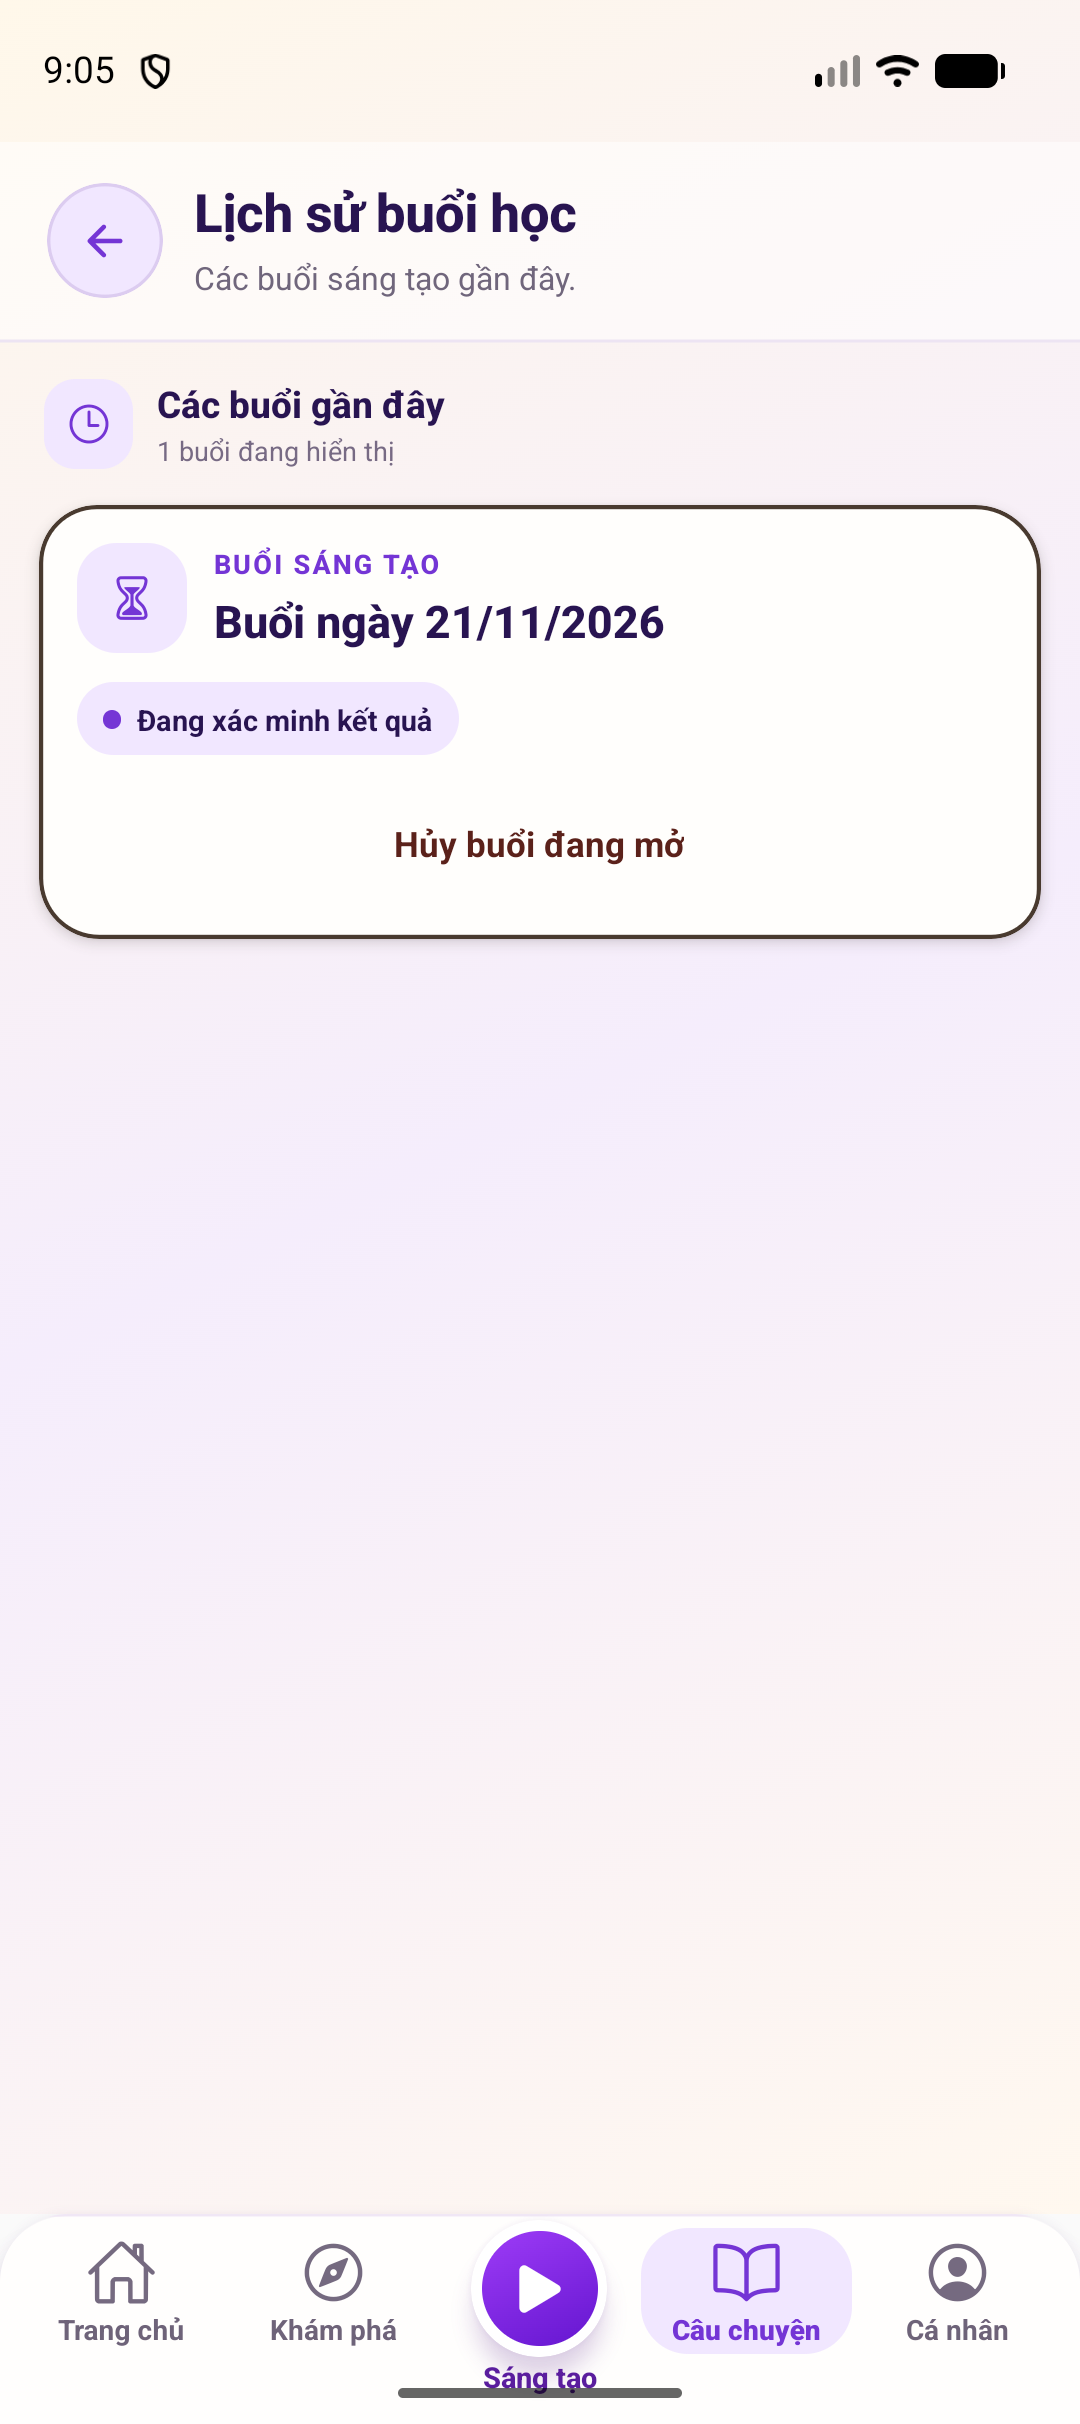 9:05
Lịch sử buổi học
Các buổi sáng tạo gần đây.
Các buổi gần đây
1 buổi đang hiển thị
BUỔI SÁNG TẠO
Buổi ngày 21/11/2026
Đang xác minh kết quả
Hủy buổi đang mở
Trang chủ
Khám phá
Sáng tạo
Câu chuyện
Cá nhân